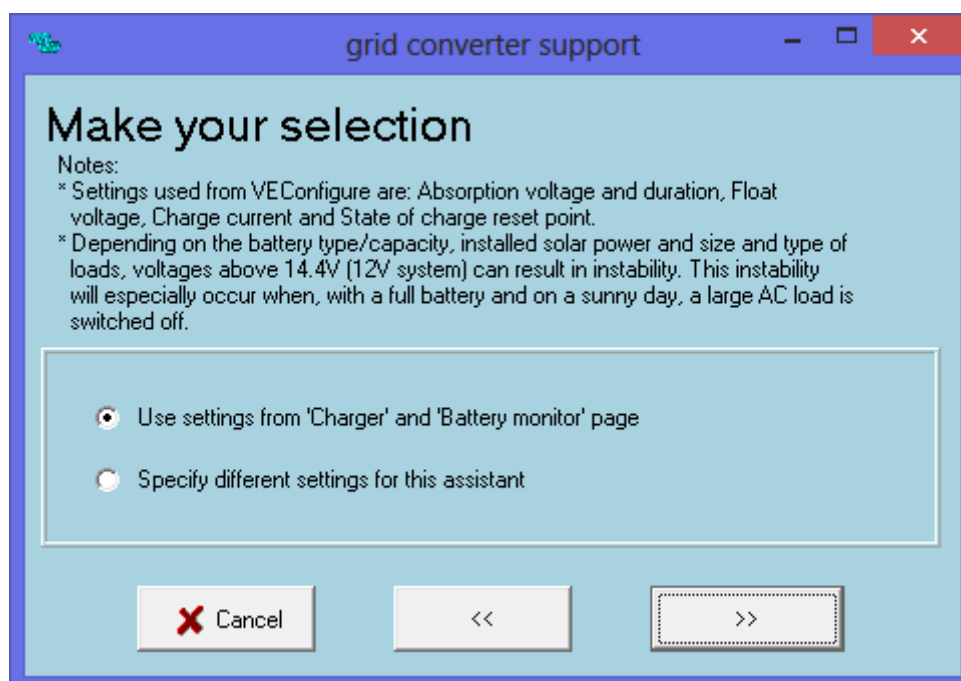 grid converter support
Make your selection
Notes:
* Settings used from VEConfigure are: Absorption voltage and duration, Float
voltage, Charge current and State of charge reset point.
* Depending on the battery type/capacity, installed solar power and size and type of
loads, voltages above 14.4V (12V system) can result in instability. This instability
will especially occur when, with a full battery and on a sunny day, a large AC load is
switched off.
Use settings from 'Charger' and 'Battery monitor' page
Specify different settings for this assistant
Cancel
<<
>>